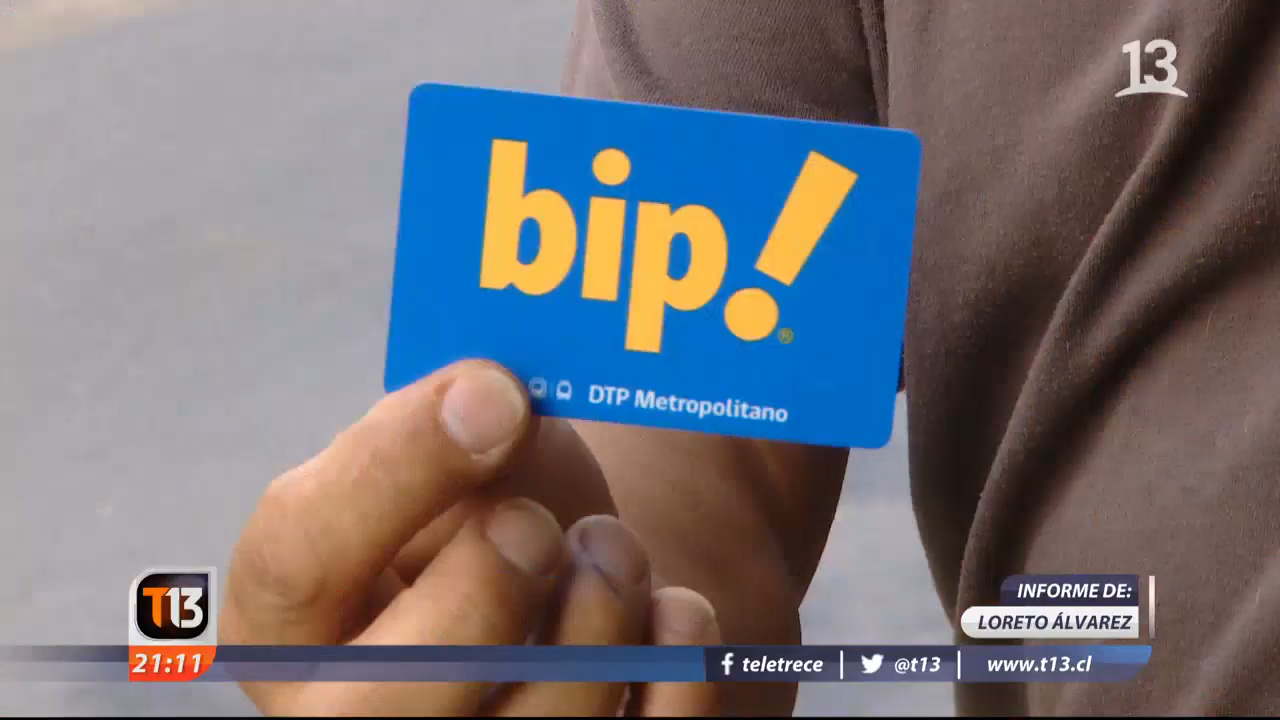 13
bip!
®
DTP Metropolitano
INFORME DE:
LORETO ÁLVAREZ
T13
21:11
teletrece
@t13
www.t13.cl